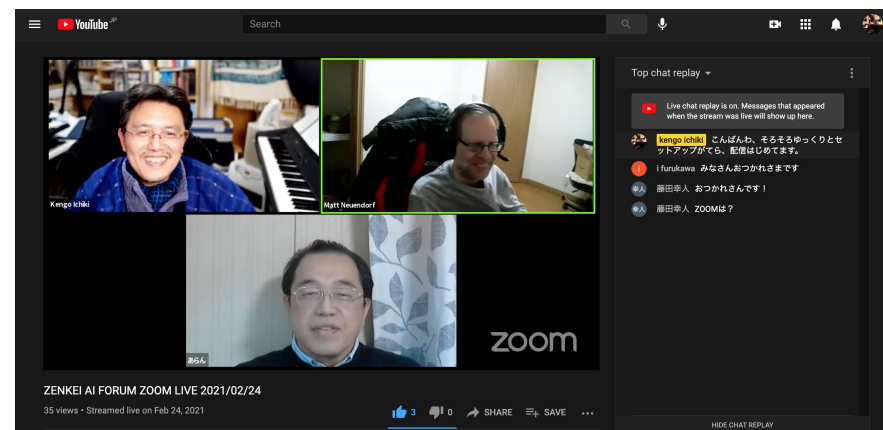 YouTube JP
Search
Top chat replay
Live chat replay is on. Messages that appeared
when the stream was live will show up here.
kengo ichiki こんばんわ、そろそろゆっくりとセ
ットアップがてら、配信はじめてます。
i furukawa みなさんおつかれさまです
藤田幸人 おつかれさんです！
藤田幸人 ZOOMは？
Kengo Ichiki
Matt Neuendorf
あらん
zoom
ZENKEI AI FORUM ZOOM LIVE 2021/02/24
35 views • Streamed live on Feb 24, 2021
3
0
SHARE
SAVE
HIDE CHAT REPLAY